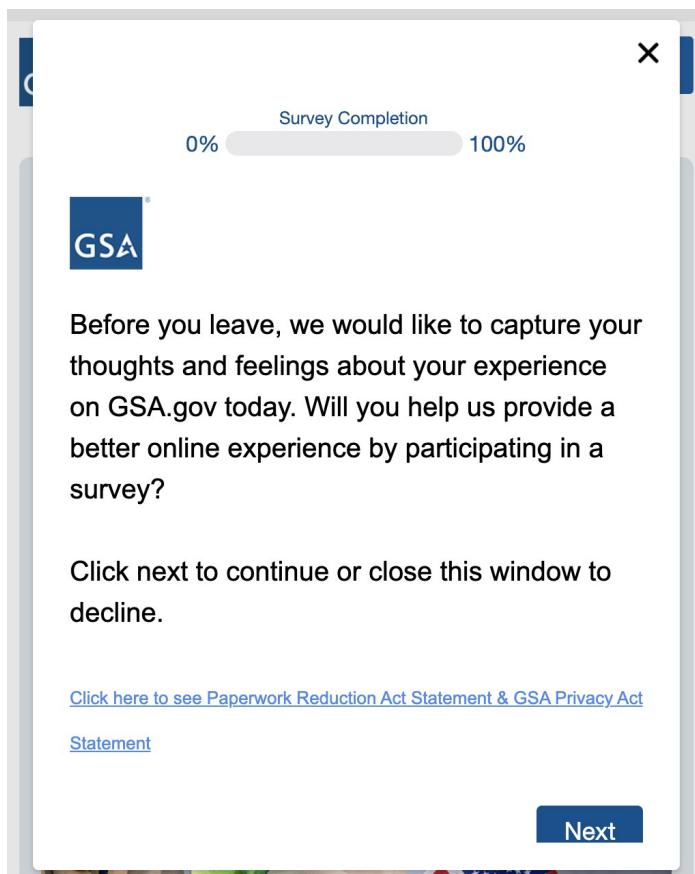 Survey Completion
0% 100%
GSA
Before you leave, we would like to capture your
thoughts and feelings about your experience
on GSA.gov today. Will you help us provide a
better online experience by participating in a
survey?
Click next to continue or close this window to
decline.
Click here to see Paperwork Reduction Act Statement & GSA Privacy Act
Statement
Next